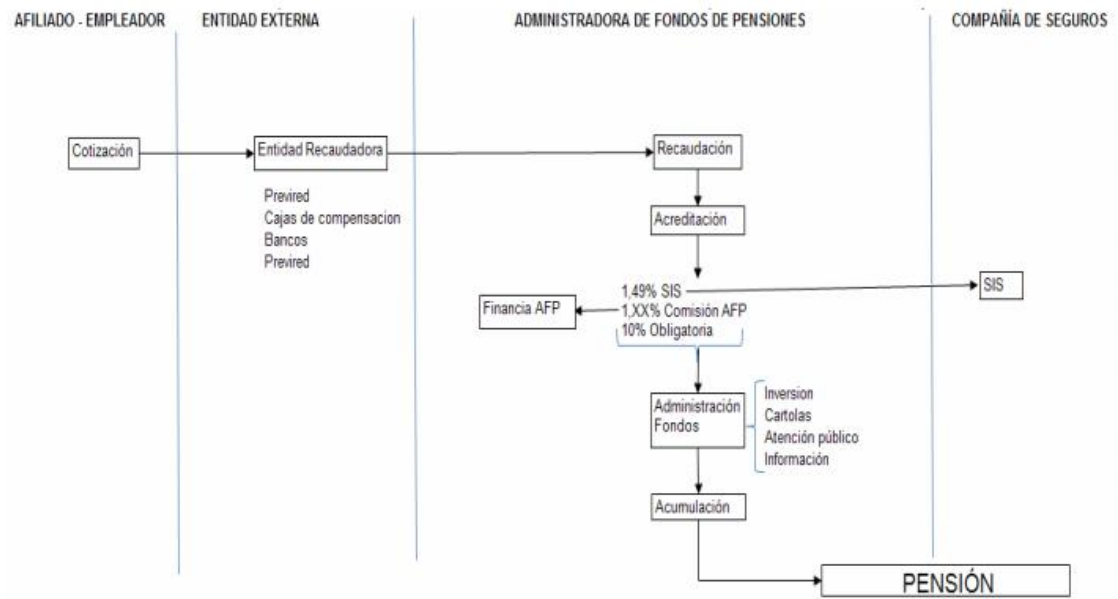 AFILIADO - EMPLEADOR
ENTIDAD EXTERNA
ADMINISTRADORA DE FONDOS DE PENSIONES
COMPAÑÍA DE SEGUROS
Cotización
Entidad Recaudadora
Previred
Cajas de compensacion
Bancos
Previred
Recaudación
Acreditación
1,49% SIS
1,XX% Comisión AFP
10% Obligatoria
SIS
Financia AFP
Administración
Fondos
Inversion
Cartolas
Atención público
Información
Acumulación
PENSIÓN